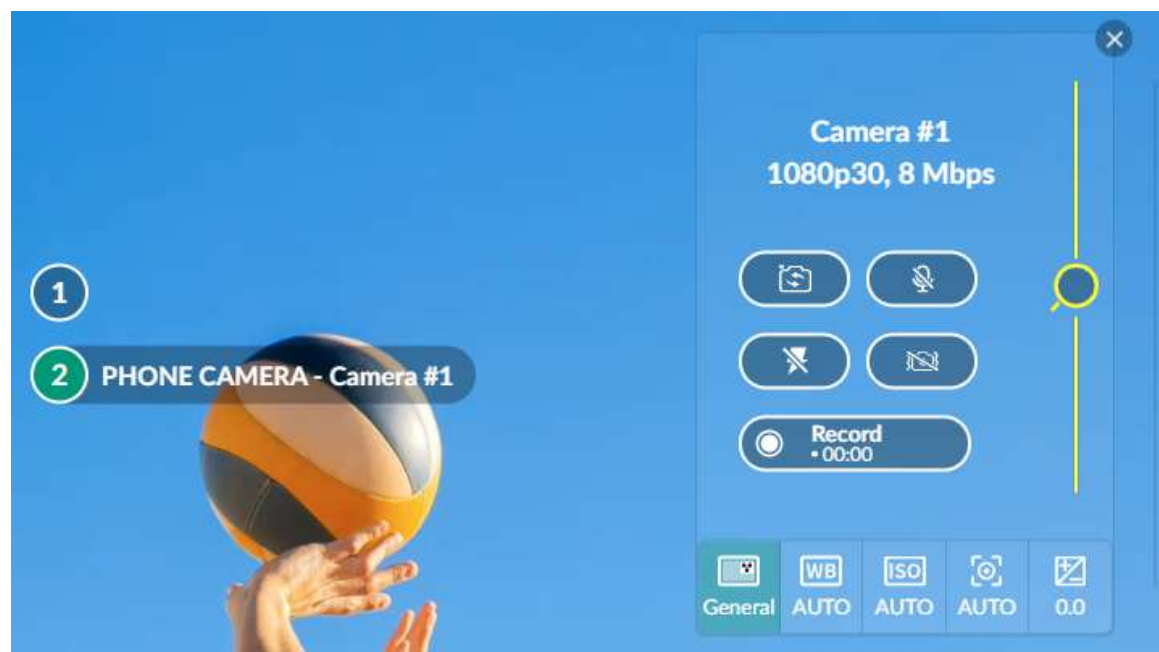 Camera #1
1080p30, 8 Mbps
1
2 PHONE CAMERA - Camera #1
Record
• 00:00
WB
ISO
General AUTO AUTO AUTO 0.0